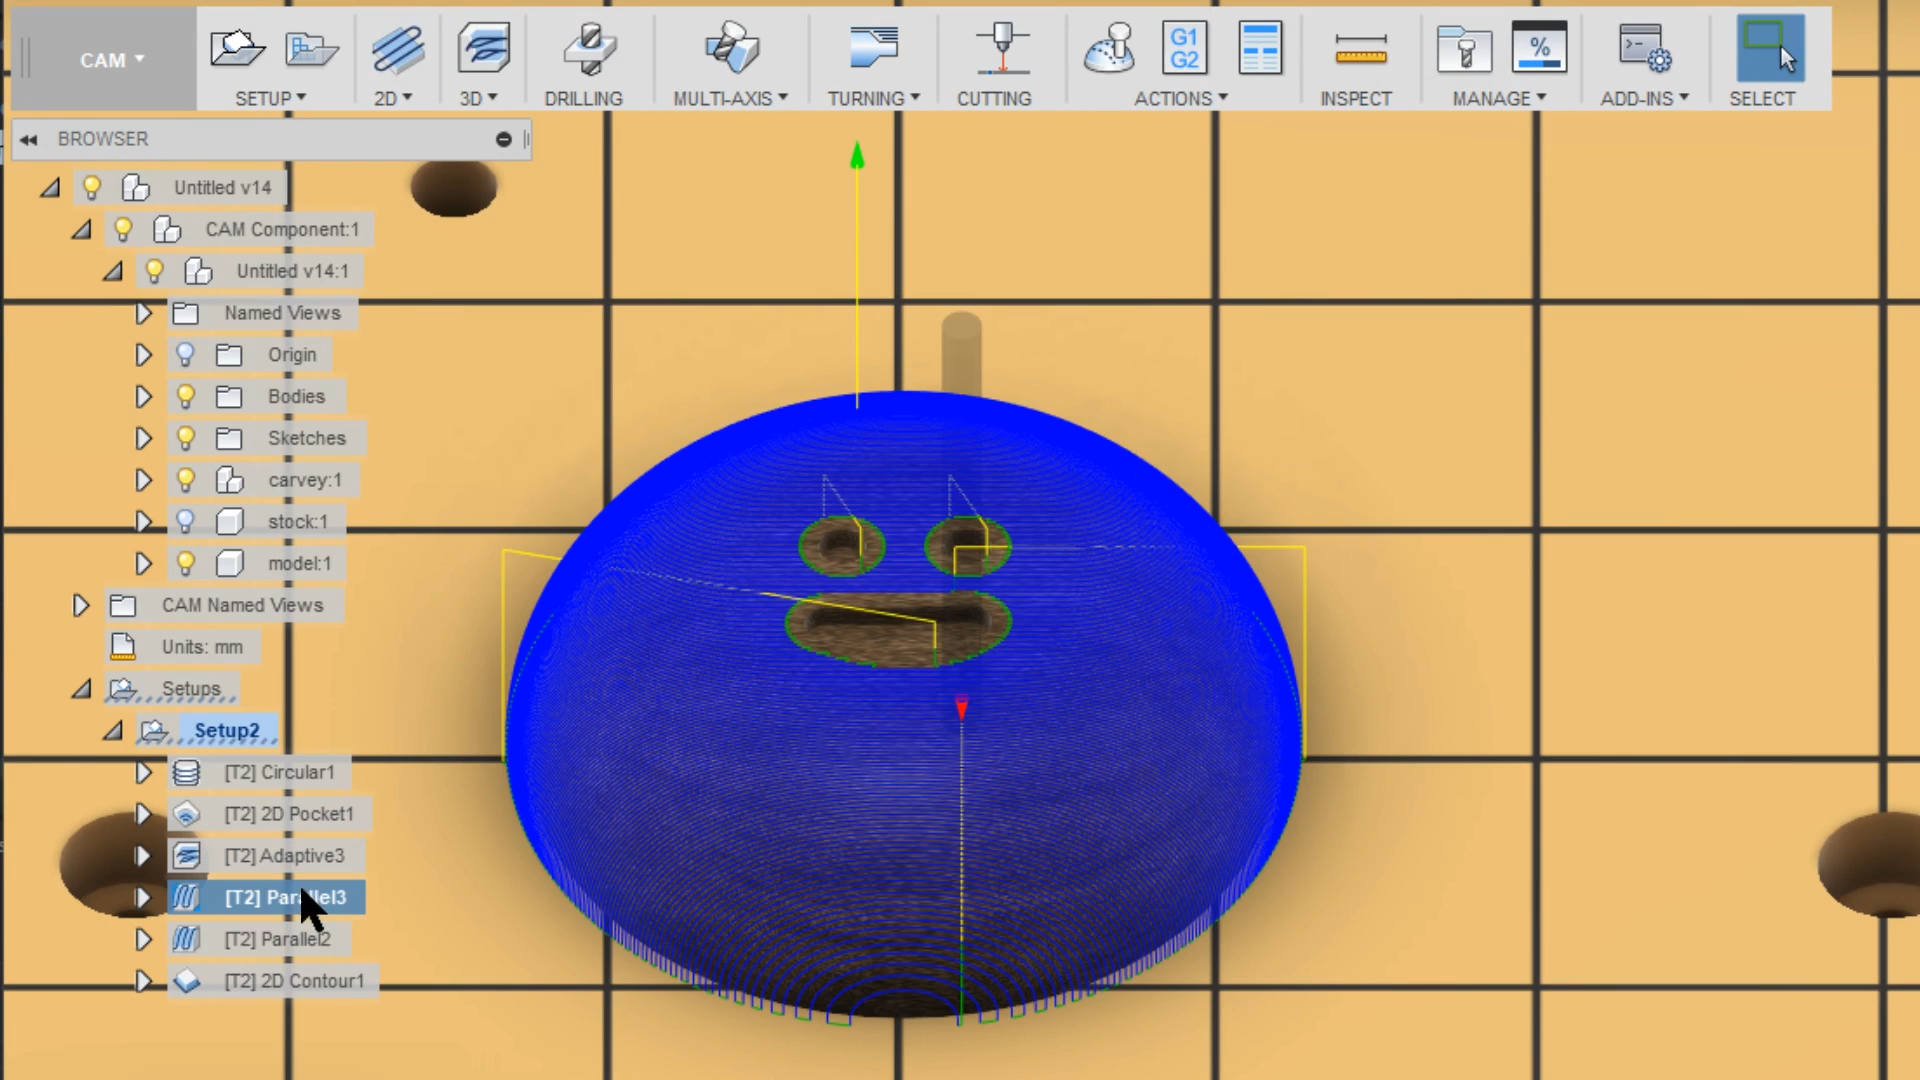 CAM
SETUP
2D
3D
DRILLING
MULTI-AXIS
TURNING
CUTTING
G1
G2
ACTIONS
INSPECT
%
MANAGE
ADD-INS
SELECT
BROWSER
Untitled v14
CAM Component:1
Untitled v14:1
Named Views
Origin
Bodies
Sketches
carvey:1
stock:1
model:1
CAM Named Views
Units: mm
Setups
Setup2
[T2] Circular1
[T2] 2D Pocket1
[T2] Adaptive3
[T2] Parallel3
[T2] Parallel2
[T2] 2D Contour1